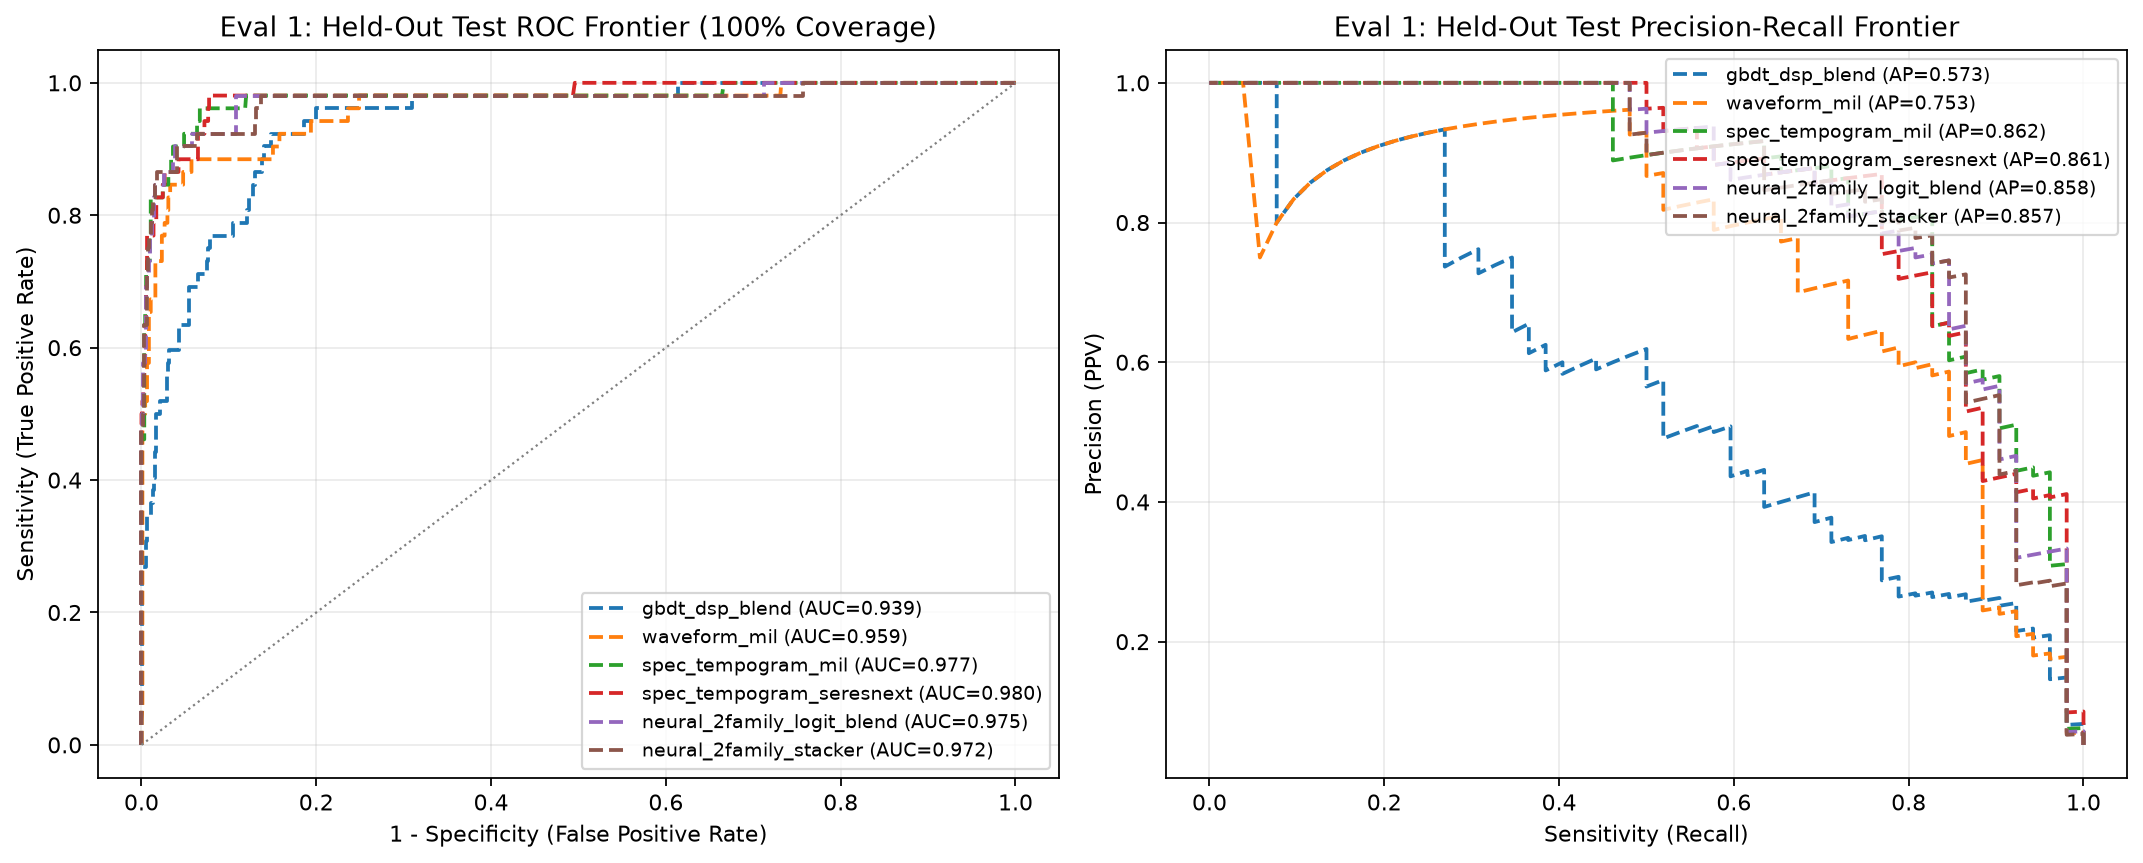 Eval 1: Held-Out Test ROC Frontier (100% Coverage)
Sensitivity (True Positive Rate)
1.0
0.8
0.6
0.4
0.2
0.0
gbdt_dsp_blend (AUC=0.939)
waveform_mil (AUC=0.959)
spec_tempogram_mil (AUC=0.977)
spec_tempogram_seresnext (AUC=0.980)
neural_2family_logit_blend (AUC=0.975)
neural_2family_stacker (AUC=0.972)
0.0 0.2 0.4 0.6 0.8 1.0
1 - Specificity (False Positive Rate)
Eval 1: Held-Out Test Precision-Recall Frontier
Precision (PPV)
1.0
0.8
0.6
0.4
0.2
gbdt_dsp_blend (AP=0.573)
waveform_mil (AP=0.753)
spec_tempogram_mil (AP=0.862)
spec_tempogram_seresnext (AP=0.861)
neural_2family_logit_blend (AP=0.858)
neural_2family_stacker (AP=0.857)
0.0 0.2 0.4 0.6 0.8 1.0
Sensitivity (Recall)